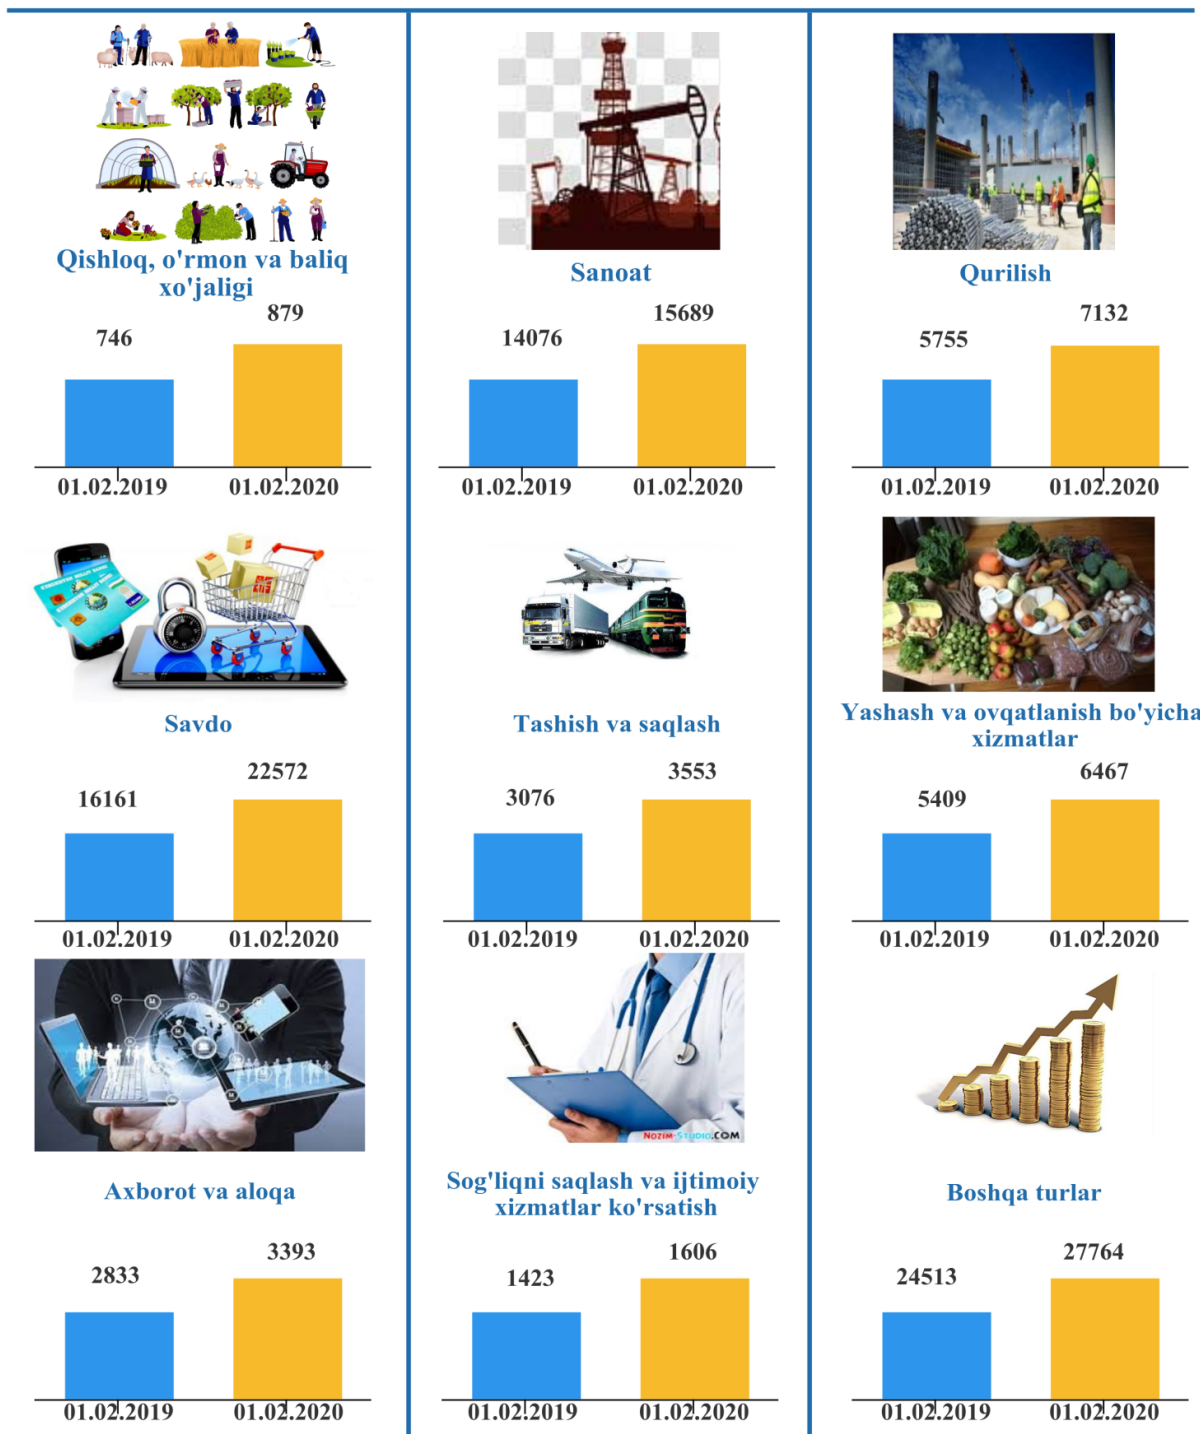 Qishloq, o'rmon va baliq
xo'jaligi
746
879
01.02.2019
01.02.2020
Sanoat
14076
15689
01.02.2019
01.02.2020
Qurilish
5755
7132
01.02.2019
01.02.2020
Savdo
16161
22572
01.02.2019
01.02.2020
Tashish va saqlash
3076
3553
01.02.2019
01.02.2020
Yashash va ovqatlanish bo'yicha
xizmatlar
5409
6467
01.02.2019
01.02.2020
Axborot va aloqa
2833
3393
01.02.2019
01.02.2020
NOZIM-STUDIO.COM
Sog'liqni saqlash va ijtimoiy
xizmatlar ko'rsatish
1423
1606
01.02.2019
01.02.2020
Boshqa turlar
24513
27764
01.02.2019
01.02.2020